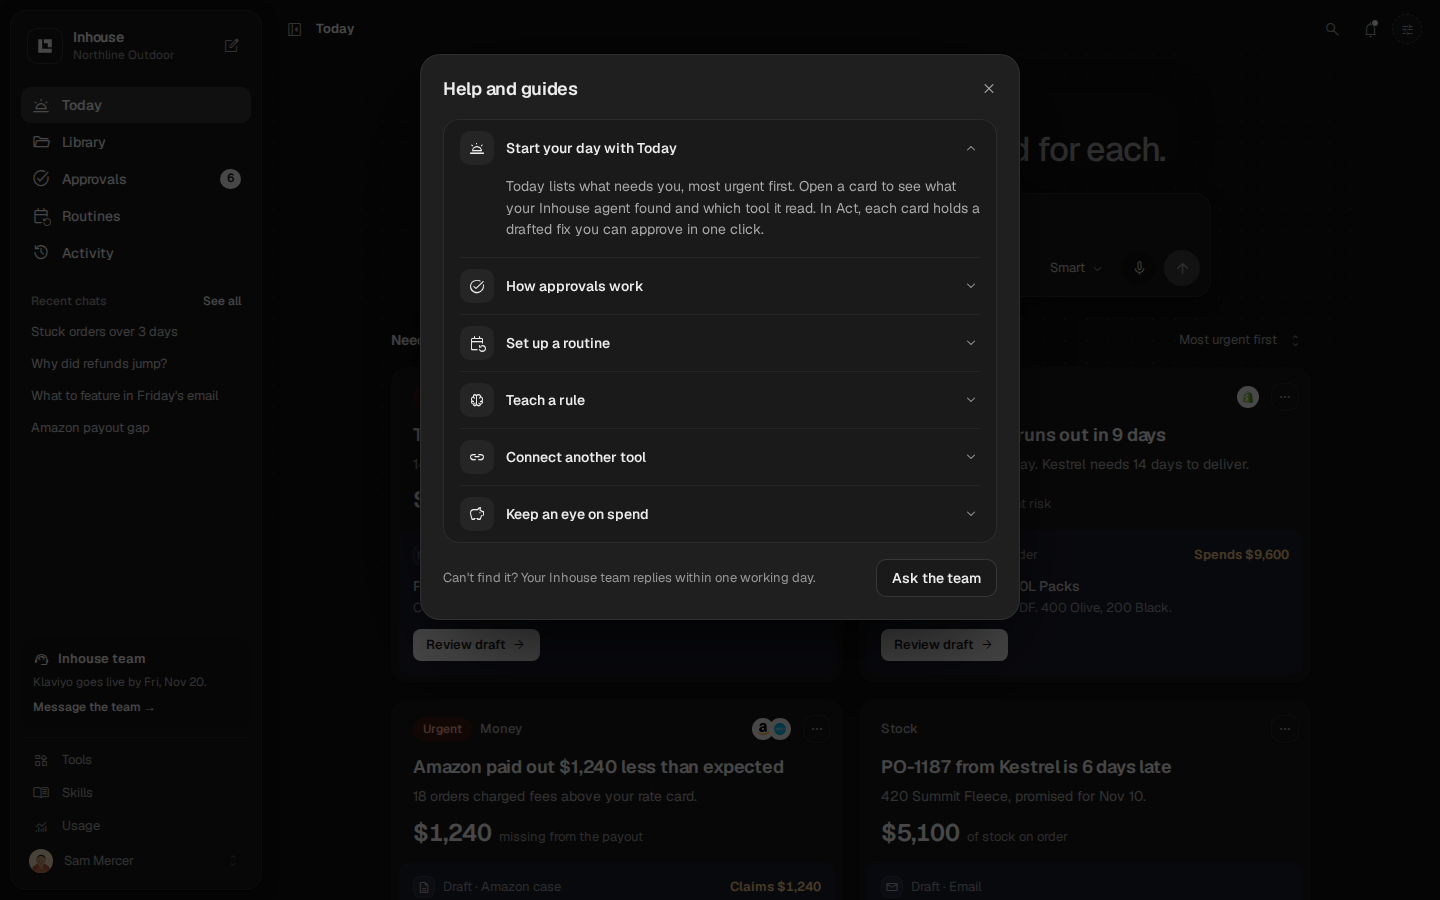 Inhouse
Northline Outdoor
Today
Library
Approvals
6
Routines
Activity
Recent chats
See all
Stuck orders over 3 days
Why did refunds jump?
What to feature in Friday's email
Amazon payout gap
Inhouse team
Klaviyo goes live by Fri, Nov 20.
Message the team →
Tools
Skills
Usage
Sam Mercer
Today
d for each.
Smart
Most urgent first
Help and guides
Start your day with Today
Today lists what needs you, most urgent first. Open a card to see what
your Inhouse agent found and which tool it read. In Act, each card holds a
drafted fix you can approve in one click.
How approvals work
Set up a routine
Teach a rule
Connect another tool
Keep an eye on spend
Can't find it? Your Inhouse team replies within one working day.
Ask the team
runs out in 9 days
ay. Kestrel needs 14 days to deliver.
t risk
der
Spends $9,600
0L Packs
DF. 400 Olive, 200 Black.
Review draft →
Review draft →
Urgent
Money
Amazon paid out $1,240 less than expected
18 orders charged fees above your rate card.
$1,240 missing from the payout
Draft · Amazon case
Claims $1,240
Stock
PO-1187 from Kestrel is 6 days late
420 Summit Fleece, promised for Nov 10.
$5,100 of stock on order
Draft · Email